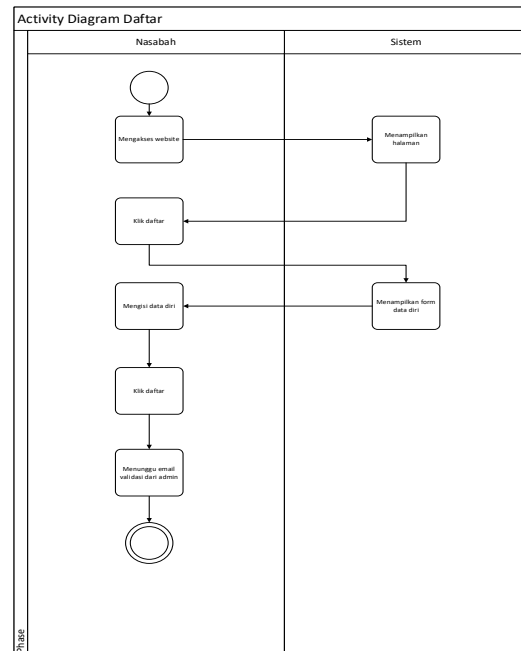 Activity Diagram Daftar
Nasabah
Sistem
Mengakses website
Menampilkan
halaman
Klik daftar
Menampilkan form
data diri
Mengisi data diri
Klik daftar
Menunggu email
validasi dari admin
Phase